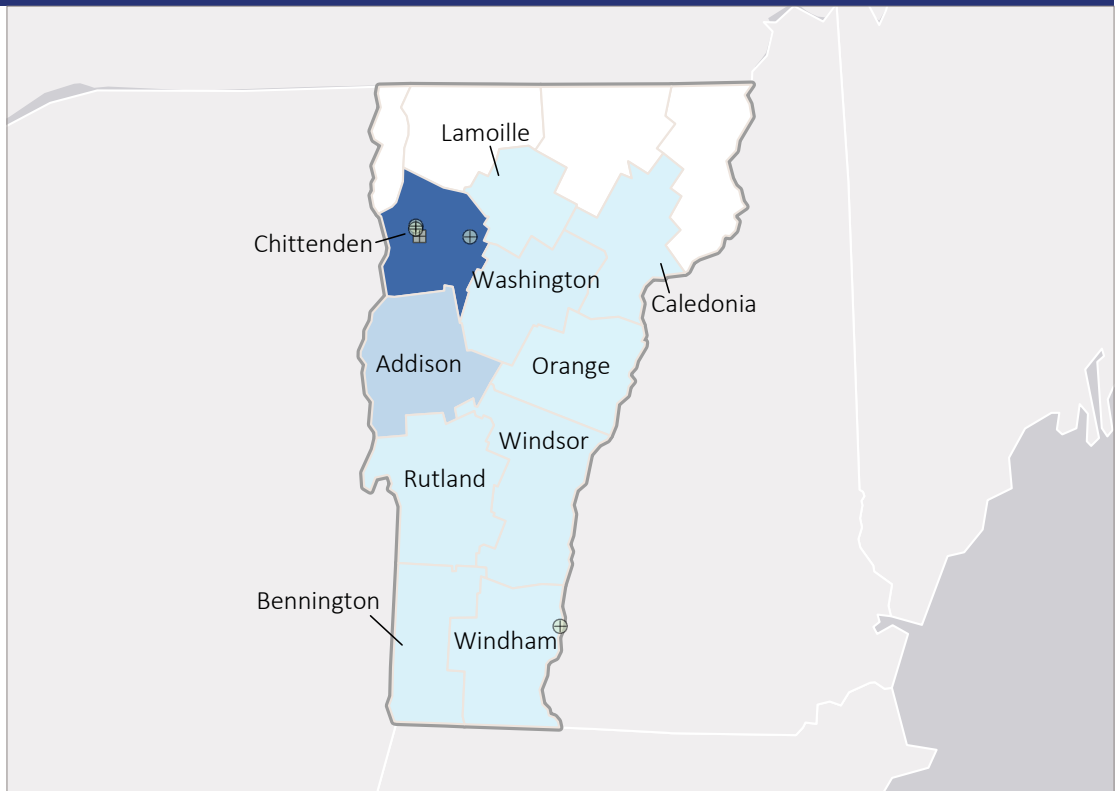 Lamoille
Chittenden
Washington
Caledonia
Addison
Orange
Windsor
Rutland
Bennington
Windham